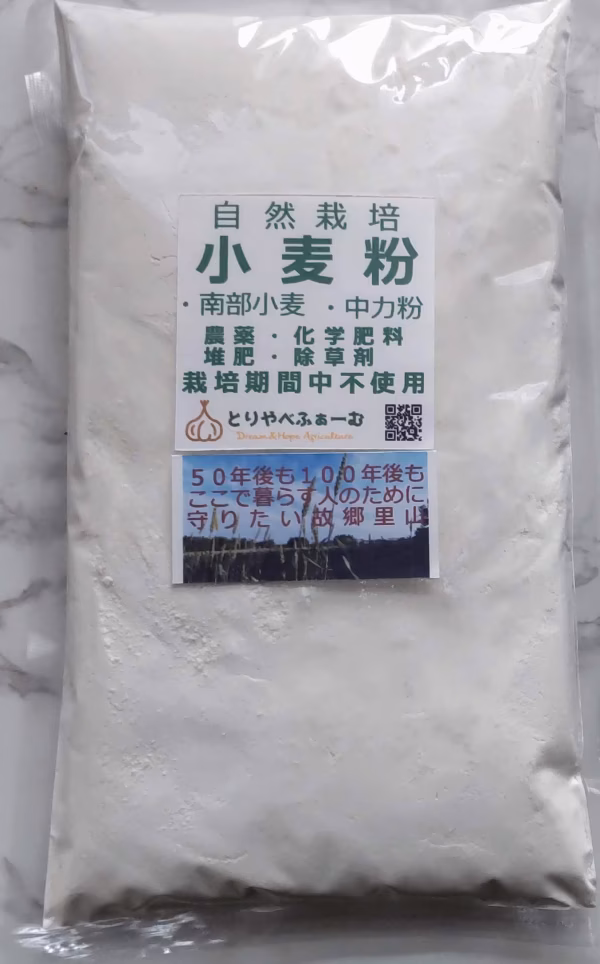 自然栽培
小麦粉
・南部小麦 ・中力粉
農薬・化学肥料
堆肥・除草剤
栽培期間中不使用
とりやべふぁーむ
Dream&Hope Agriculture
50年後も100年後も
ここで暮らす人のために
守りたい故郷里山